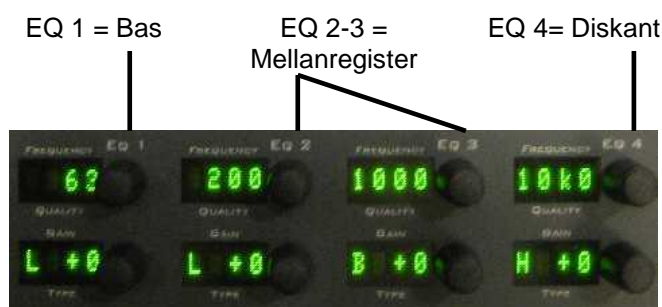 EQ 1 = Bas EQ 2-3 = EQ 4= Diskant
Mellanregister
FREQUENCY EQ 1 FREQUENCY EQ 2 FREQUENCY EQ 3 FREQUENCY EQ 4
62 200 1000 10k0
QUALITY QUALITY QUALITY QUALITY
GAIN GAIN GAIN GAIN
L +0 L +0 B +0 H +0
TYPE TYPE TYPE TYPE